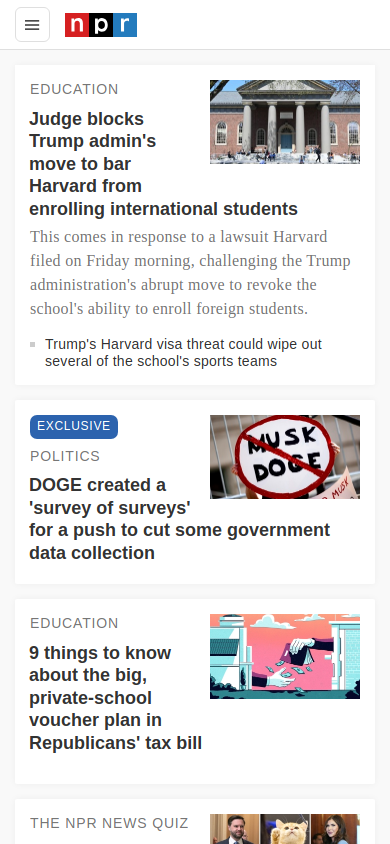 npr
EDUCATION
Judge blocks
Trump admin's
move to bar
Harvard from
enrolling international students
This comes in response to a lawsuit Harvard
filed on Friday morning, challenging the Trump
administration's abrupt move to revoke the
school's ability to enroll foreign students.
Trump's Harvard visa threat could wipe out
several of the school's sports teams
EXCLUSIVE
MUSK
DOGE
MUSK
POLITICS
DOGE created a
'survey of surveys'
for a push to cut some government
data collection
EDUCATION
9 things to know
about the big,
private-school
voucher plan in
Republicans' tax bill
THE NPR NEWS QUIZ